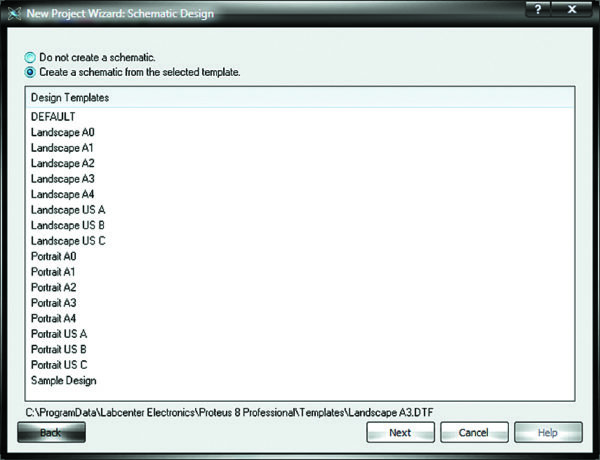 New Project Wizard: Schematic Design
Do not create a schematic.
Create a schematic from the selected template.
Design Templates
DEFAULT
Landscape A0
Landscape A1
Landscape A2
Landscape A3
Landscape A4
Landscape US A
Landscape US B
Landscape US C
Portrait A0
Portrait A1
Portrait A2
Portrait A3
Portrait A4
Portrait US A
Portrait US B
Portrait US C
Sample Design
C:\ProgramData\Labcenter Electronics\Proteus 8 Professional\Templates\Landscape A3.DTF
Back Next Cancel Help